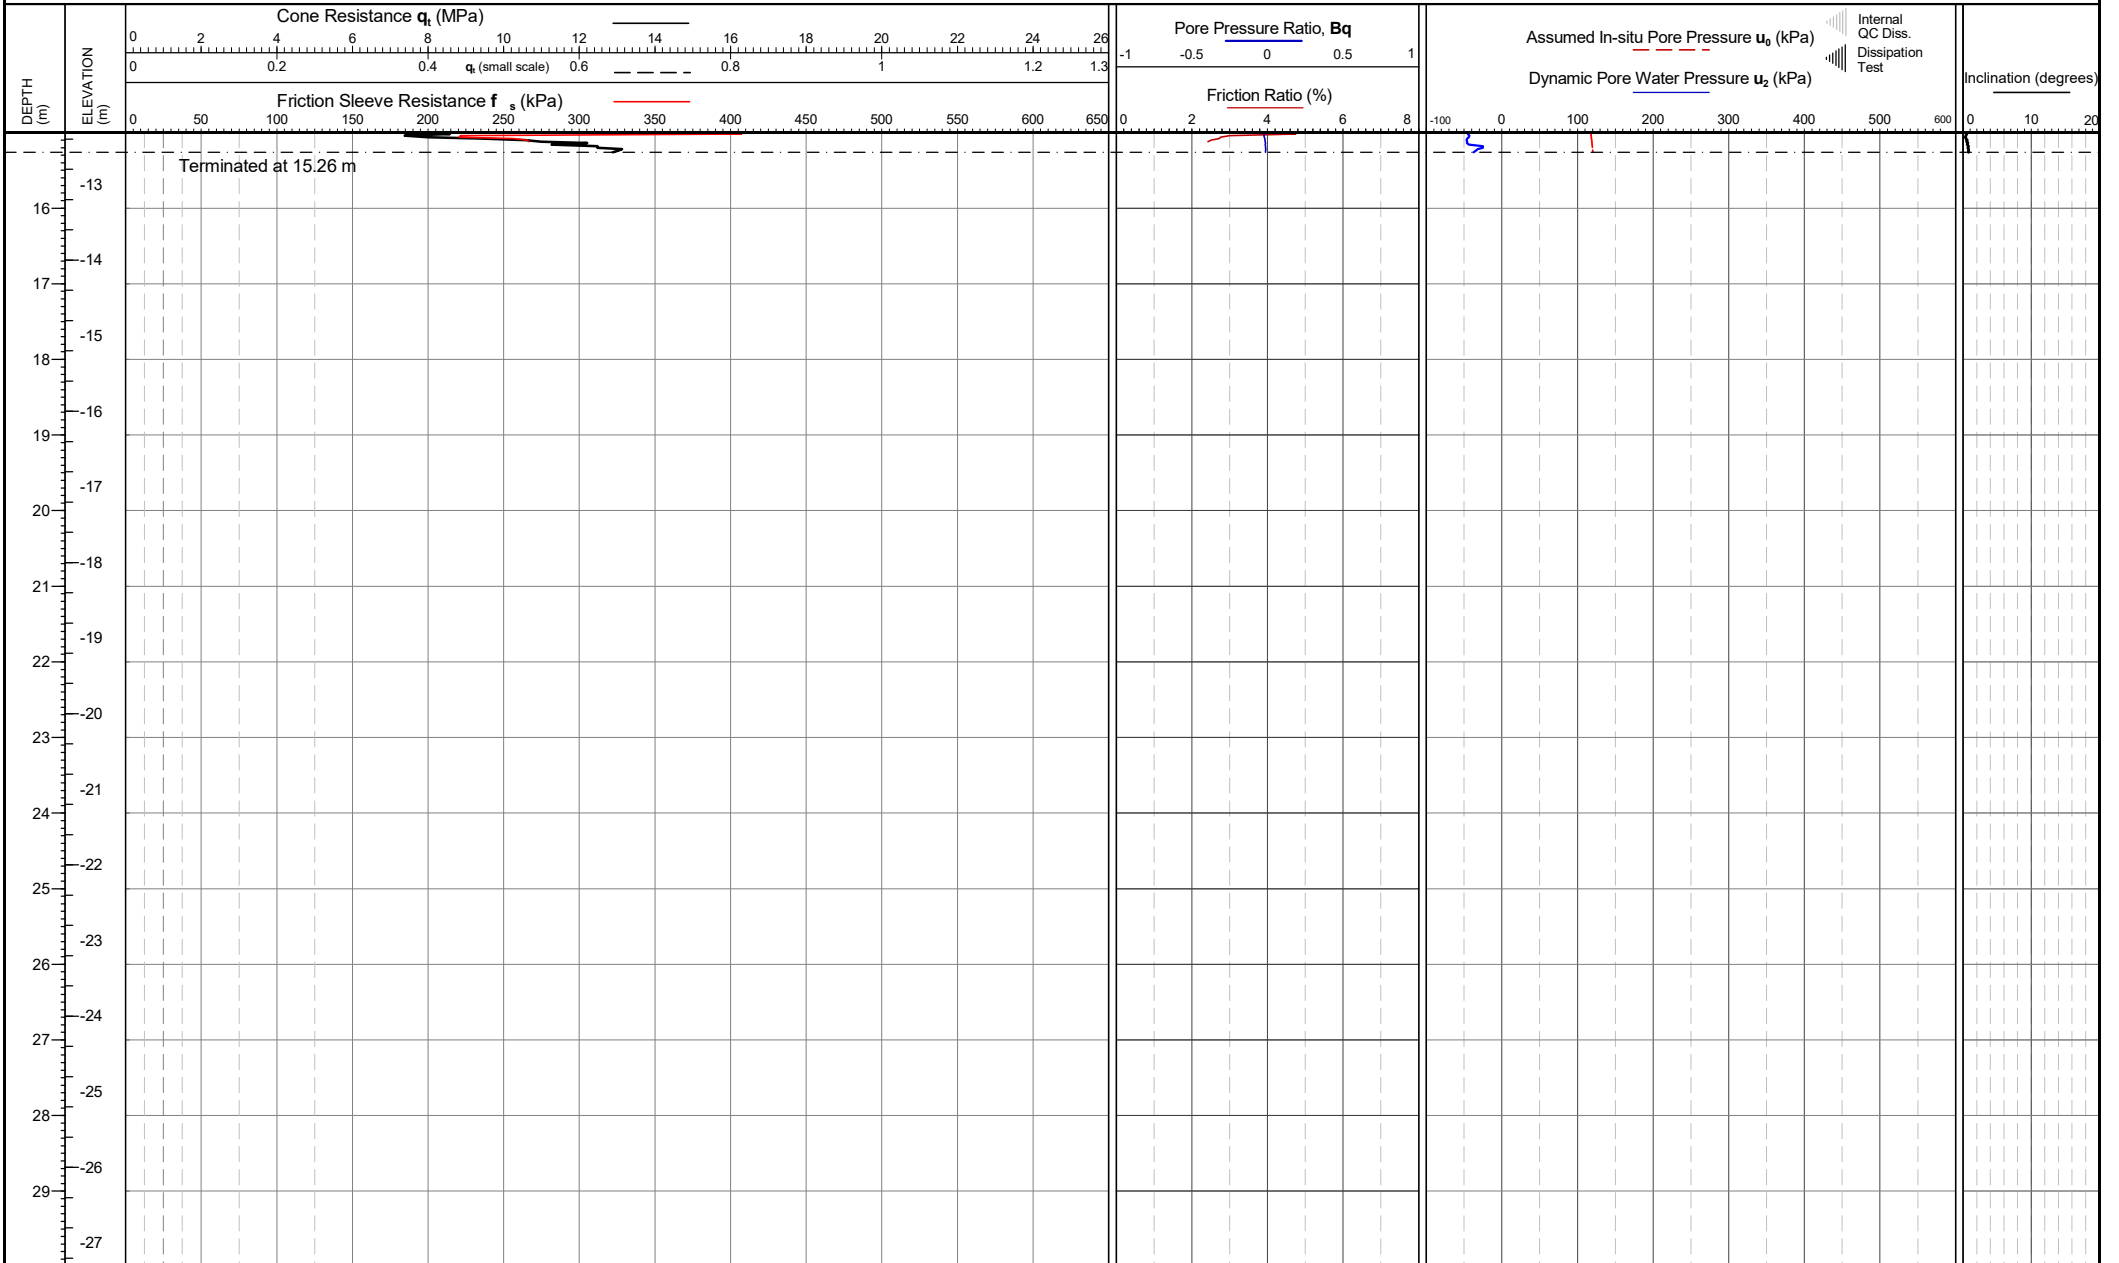 Cone Resistance qt (MPa)
0 2 4 6 8 10 12 14 16 18 20 22 24 26
0 0.2 0.4 qt (small scale) 0.6 0.8 1 1.2 1.3
Friction Sleeve Resistance f s (kPa)
0 50 100 150 200 250 300 350 400 450 500 550 600 650
DEPTH
(m)
ELEVATION
(m)
Pore Pressure Ratio, Bq
-1 -0.5 0 0.5 1
Friction Ratio (%)
0 2 4 6 8
Assumed In-situ Pore Pressure u0 (kPa)
Dynamic Pore Water Pressure u2 (kPa)
-100 0 100 200 300 400 500 600
Internal
QC Diss.
Dissipation
Test
Inclination (degrees)
0 10 20
Terminated at 15.26 m
-13
16
-14
17
-15
18
-16
19
-17
20
-18
21
-19
22
-20
23
-21
24
-22
25
-23
26
-24
27
-25
28
-26
29
-27